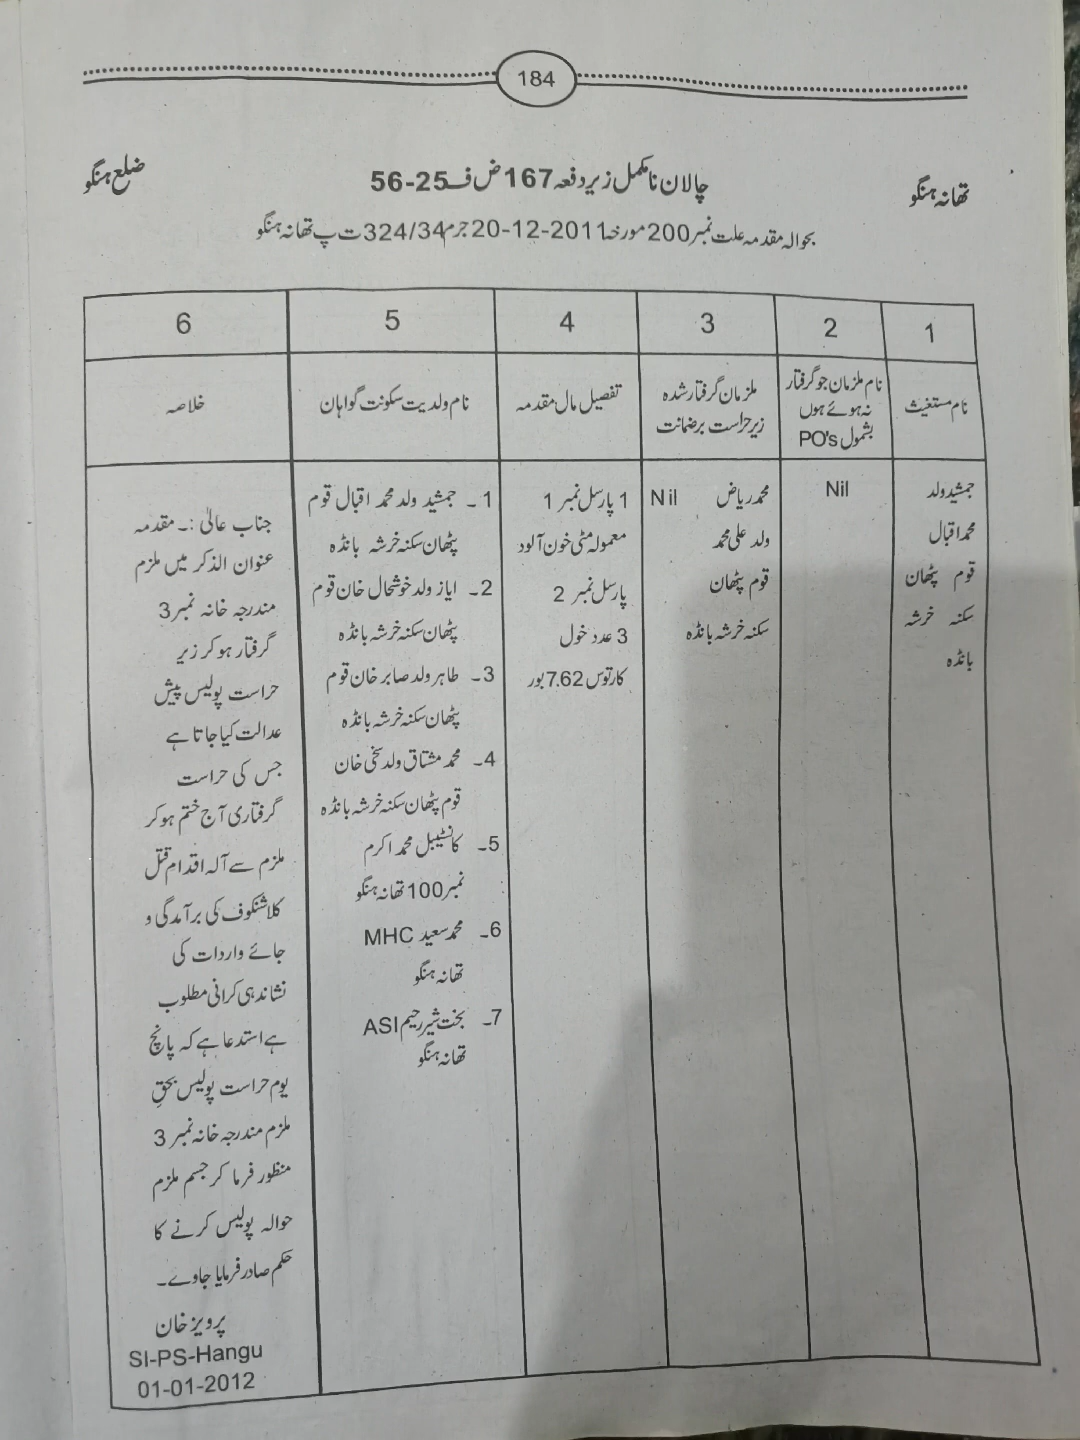 184
تھانہ ہنگو
چالان نامکمل زیر دفعہ 167 ض ف 25-56
ضلع ہنگو
بحوالہ مقدمہ علت نمبر 200 مورخہ 20-12-2011 جرم 324/34 ت پ تھانہ ہنگو
1
2
3
4
5
6
نام مستغیث
نام ملزمان جو گرفتار
نہ ہوئے ہوں
بشمول PO's
ملزمان گرفتار شدہ
زیر حراست بر ضمانت
تفصیل مال مقدمہ
نام ولدیت سکونت گواہان
خلاصہ
جمشید ولد
محمد اقبال
قوم پٹھان
سکنہ خرشہ
بانڈہ
Nil
محمد ریاض Nil
ولد علی محمد
قوم پٹھان
سکنہ خرشہ بانڈہ
1 پارسل نمبر 1
معمولہ مٹی خون آلود
پارسل نمبر 2
3 عدد خول
کارتوس 7.62 بور
1۔ جمشید ولد محمد اقبال قوم
پٹھان سکنہ خرشہ بانڈہ
2۔ ایاز ولد خوشحال خان قوم
پٹھان سکنہ خرشہ بانڈہ
3۔ طاہر ولد صابر خان قوم
پٹھان سکنہ خرشہ بانڈہ
4۔ محمد مشتاق ولد سخی خان
قوم پٹھان سکنہ خرشہ بانڈہ
5۔ کانٹیبل محمد اکرم
نمبر 100 تھانہ ہنگو
6۔ محمد سعید MHC
تھانہ ہنگو
7۔ بخت شیر رحیم ASI
تھانہ ہنگو
جناب عالیٰ :۔ مقدمہ
عنوان الذکر میں ملزم
مندرجہ خانہ نمبر 3
گرفتار ہو کر زیر
حراست پولیس پیش
عدالت کیا جاتا ہے
جس کی حراست
گرفتاری آج ختم ہو کر
ملزم سے آلہ اقدام قتل
کلاشنکوف کی برآمدگی و
جائے واردات کی
نشاندہی کرانی مطلوب
ہے استدعا ہے کہ پانچ
یوم حراست پولیس بحقِ
ملزم مندرجہ خانہ نمبر 3
منظور فرما کر جسم ملزم
حوالہ پولیس کرنے کا
حکم صادر فرمایا جاوے۔
پرویز خان
SI-PS-Hangu
01-01-2012